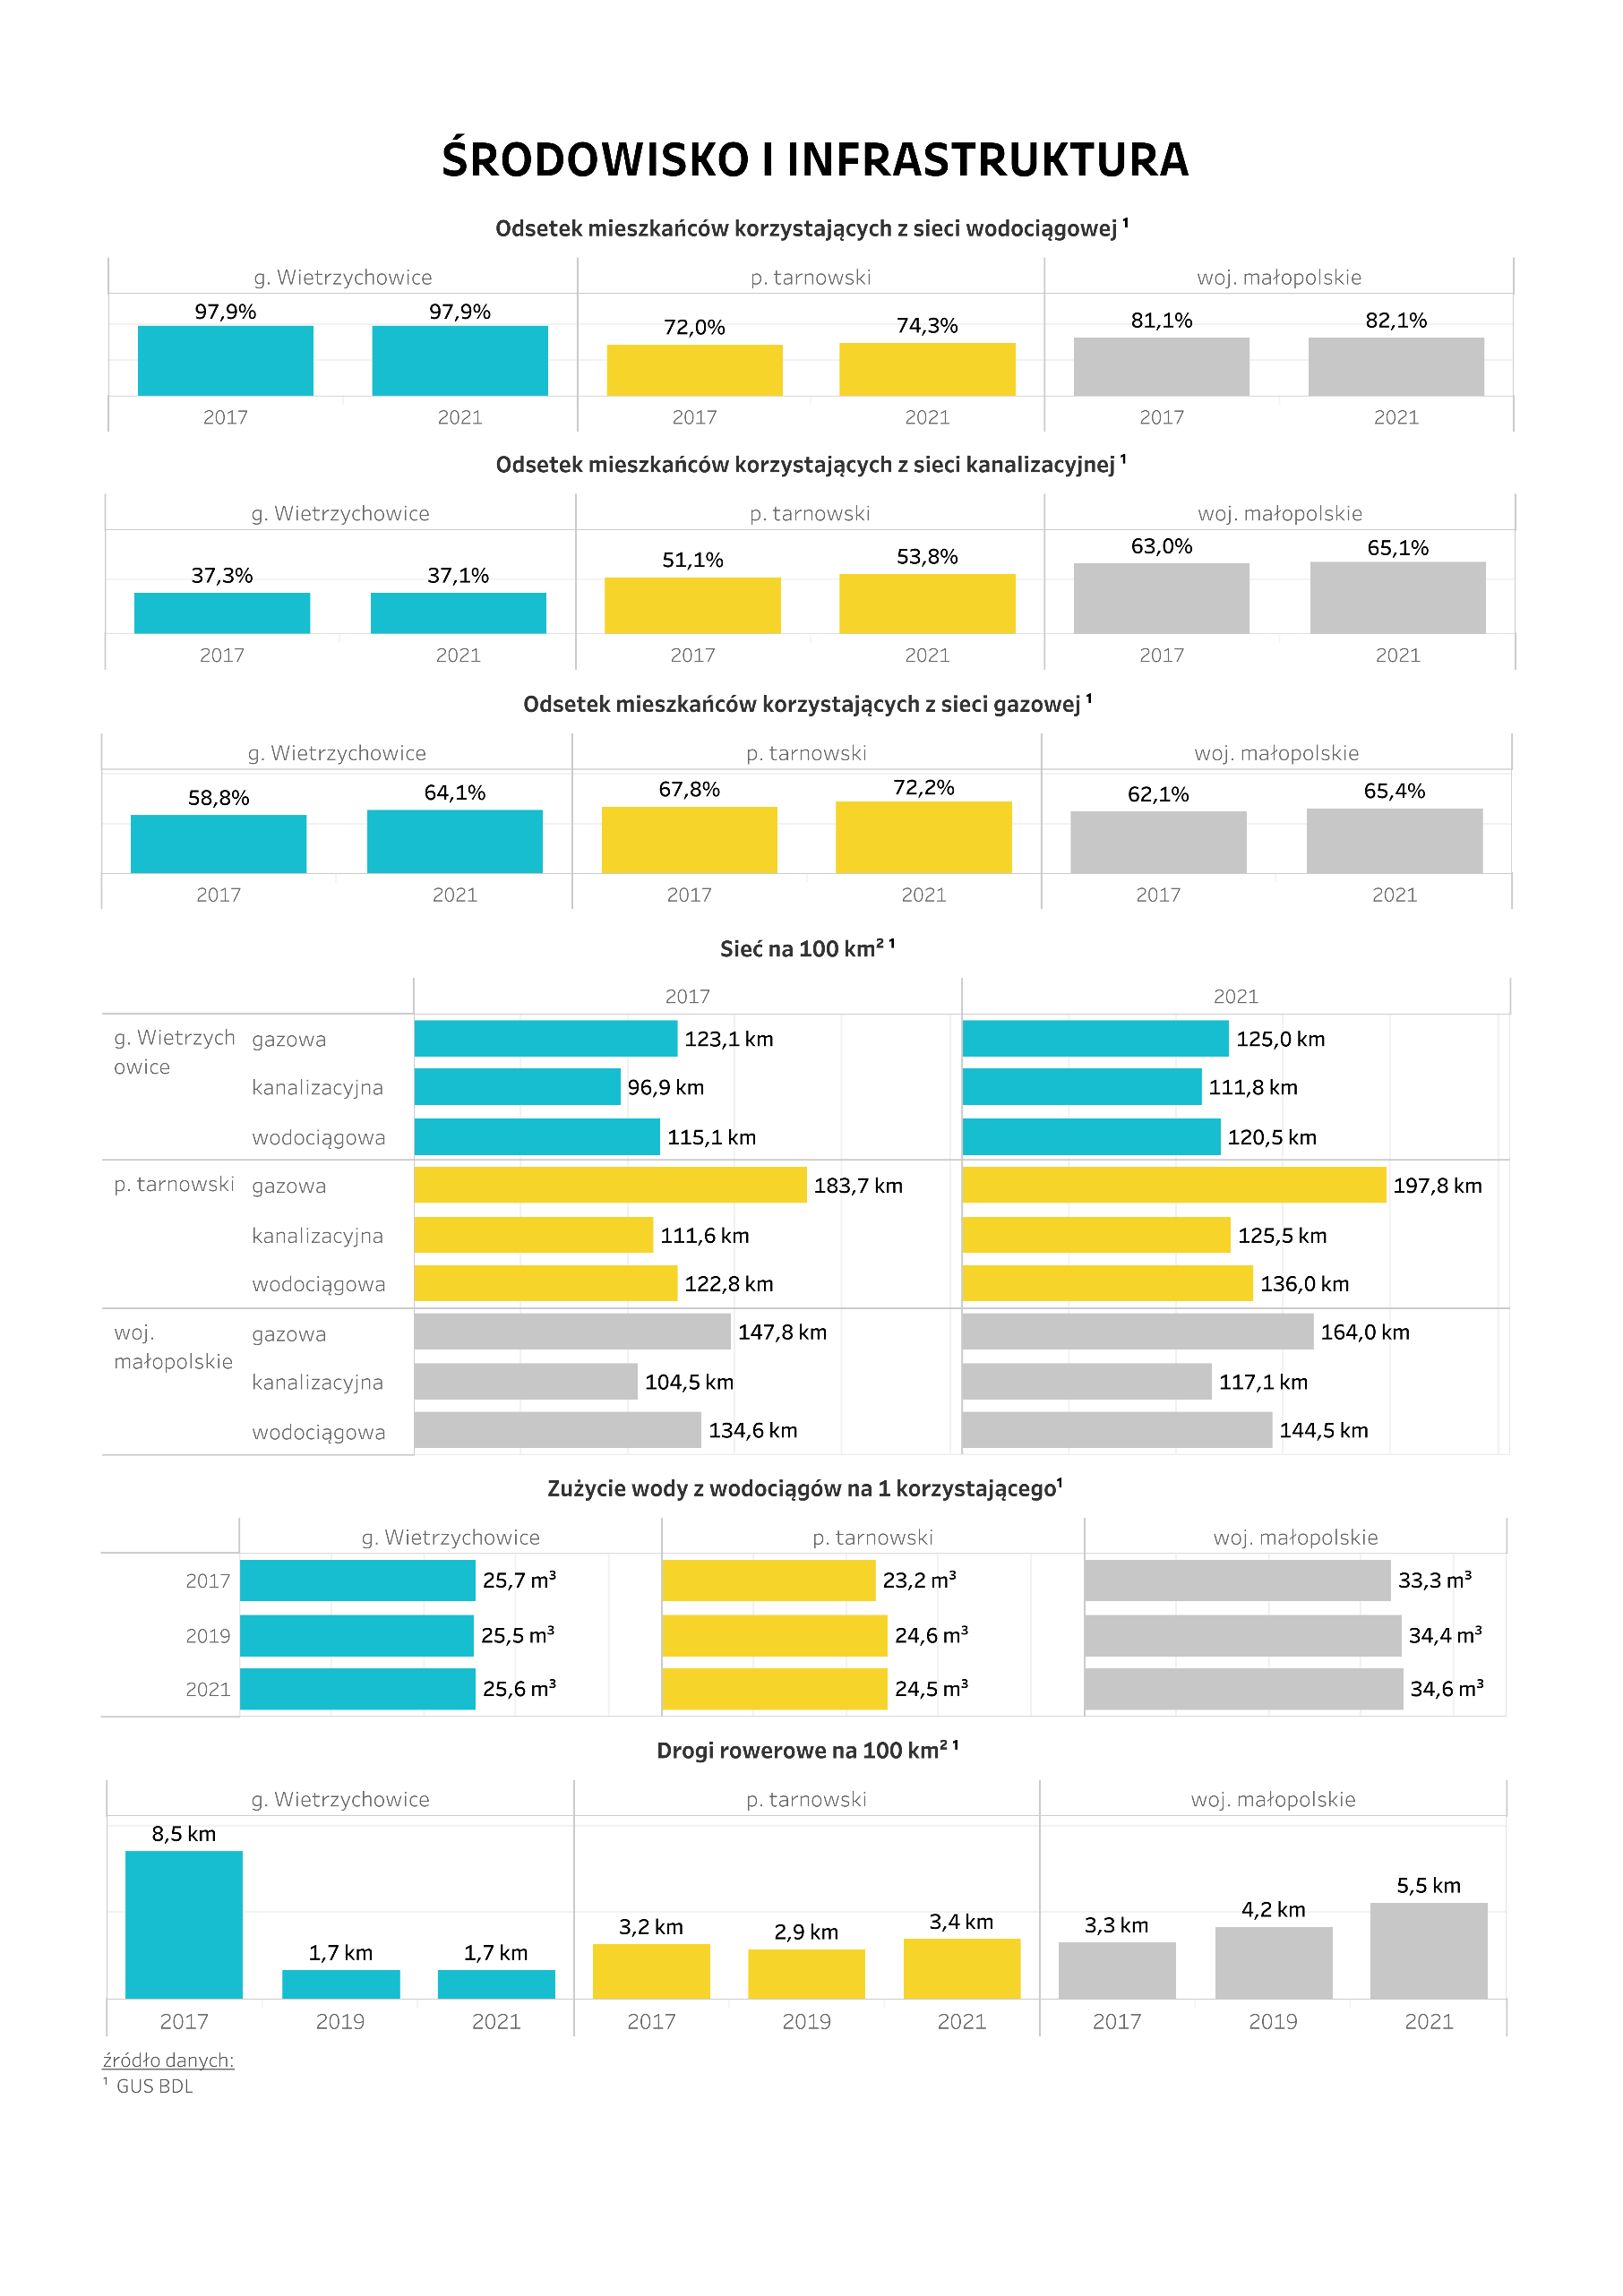 ŚRODOWISKO I INFRASTRUKTURA
Odsetek mieszkańców korzystających z sieci wodociągowej ¹
g. Wietrzychowice p. tarnowski woj. małopolskie
97,9% 97,9% 72,0% 74,3% 81,1% 82,1%
2017 2021 2017 2021 2017 2021
Odsetek mieszkańców korzystających z sieci kanalizacyjnej ¹
g. Wietrzychowice p. tarnowski woj. małopolskie
37,3% 37,1% 51,1% 53,8% 63,0% 65,1%
2017 2021 2017 2021 2017 2021
Odsetek mieszkańców korzystających z sieci gazowej ¹
g. Wietrzychowice p. tarnowski woj. małopolskie
58,8% 64,1% 67,8% 72,2% 62,1% 65,4%
2017 2021 2017 2021 2017 2021
Sieć na 100 km² ¹
2017 2021
g. Wietrzych gazowa 123,1 km 125,0 km
owice
kanalizacyjna 96,9 km 111,8 km
wodociągowa 115,1 km 120,5 km
p. tarnowski gazowa 183,7 km 197,8 km
kanalizacyjna 111,6 km 125,5 km
wodociągowa 122,8 km 136,0 km
woj. gazowa 147,8 km 164,0 km
małopolskie
kanalizacyjna 104,5 km 117,1 km
wodociągowa 134,6 km 144,5 km
Zużycie wody z wodociągów na 1 korzystającego¹
g. Wietrzychowice p. tarnowski woj. małopolskie
2017 25,7 m³ 23,2 m³ 33,3 m³
2019 25,5 m³ 24,6 m³ 34,4 m³
2021 25,6 m³ 24,5 m³ 34,6 m³
Drogi rowerowe na 100 km² ¹
g. Wietrzychowice p. tarnowski woj. małopolskie
8,5 km 1,7 km 1,7 km 3,2 km 2,9 km 3,4 km 3,3 km 4,2 km 5,5 km
2017 2019 2021 2017 2019 2021 2017 2019 2021
źródło danych:
¹ GUS BDL